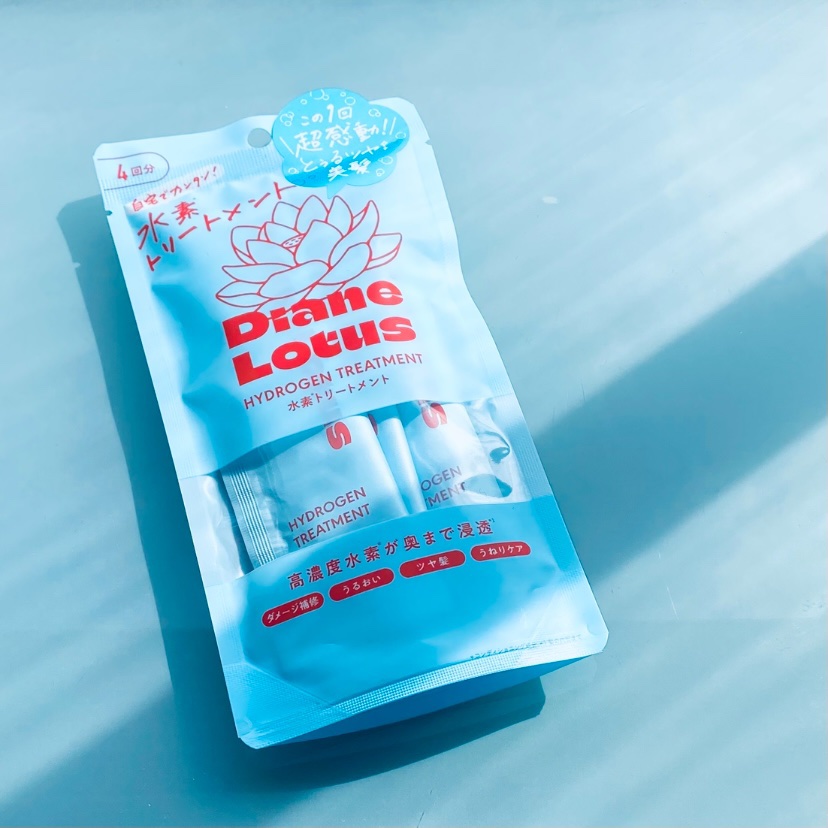 この1回
超感動!!
とぅるツヤ
美髪
4回分
自宅でカンタン!
水素
トリートメント
Diane
Lotus
HYDROGEN TREATMENT
水素トリートメント
S
S
HYDROGEN
TREATMENT
OGEN
MENT
高濃度水素が奥まで浸透
ダメージ補修
うるおい
ツヤ髪
うねりケア